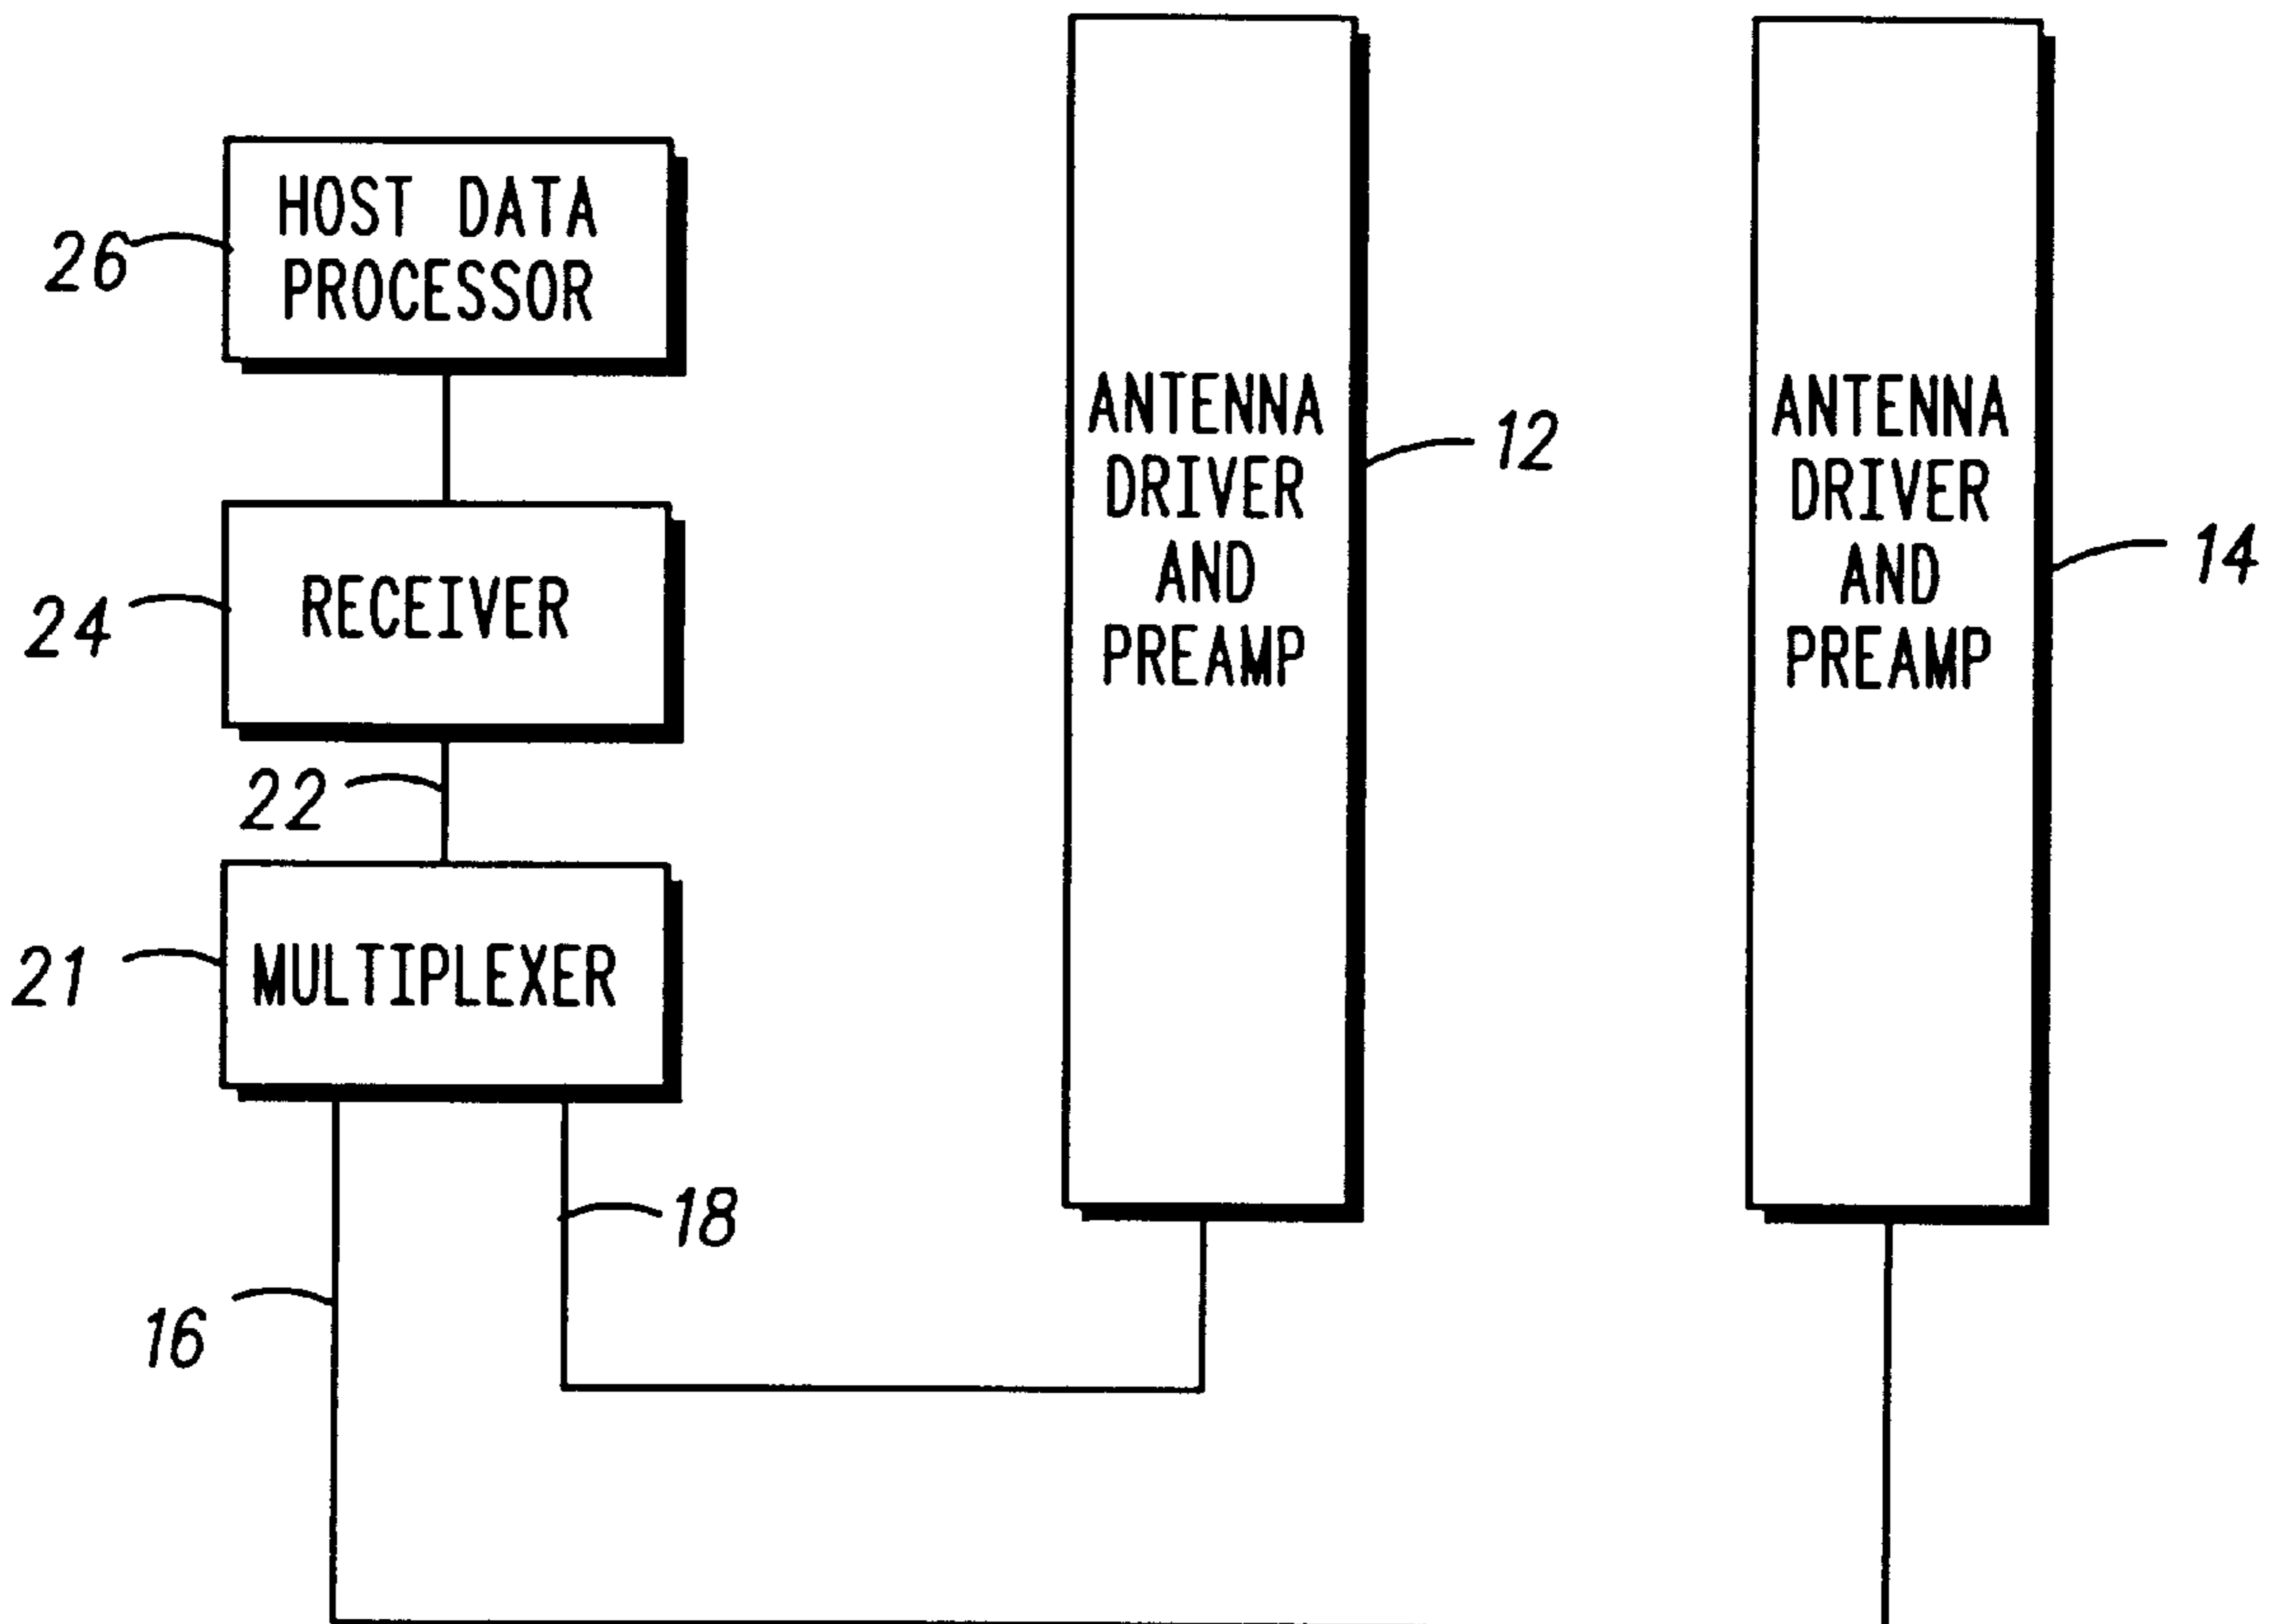 HOST DATA
PROCESSOR
26
RECEIVER
24
22
MULTIPLEXER
21
18
16
ANTENNA
DRIVER
AND
PREAMP
12
ANTENNA
DRIVER
AND
PREAMP
14